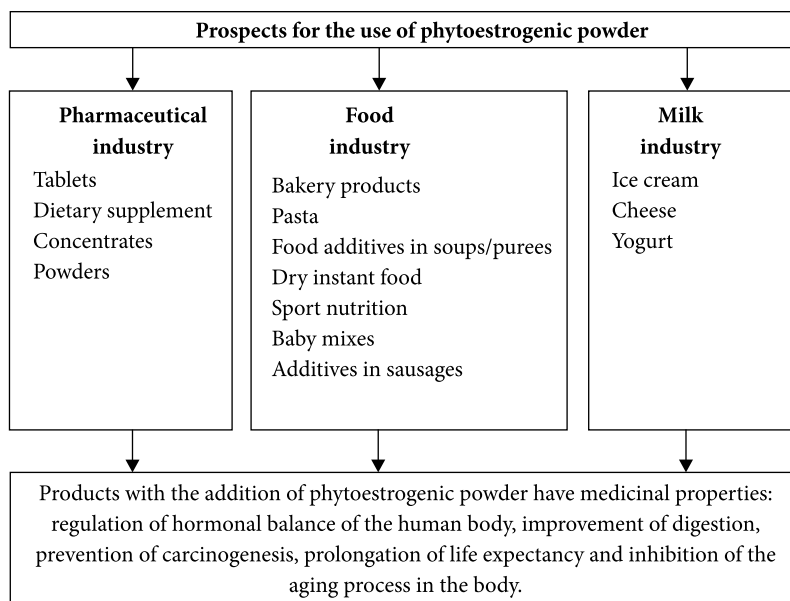 Prospects for the use of phytoestrogenic powder
Pharmaceutical
industry
Tablets
Dietary supplement
Concentrates
Powders
Food
industry
Bakery products
Pasta
Food additives in soups/purees
Dry instant food
Sport nutrition
Baby mixes
Additives in sausages
Milk
industry
Ice cream
Cheese
Yogurt
Products with the addition of phytoestrogenic powder have medicinal properties:
regulation of hormonal balance of the human body, improvement of digestion,
prevention of carcinogenesis, prolongation of life expectancy and inhibition of the
aging process in the body.